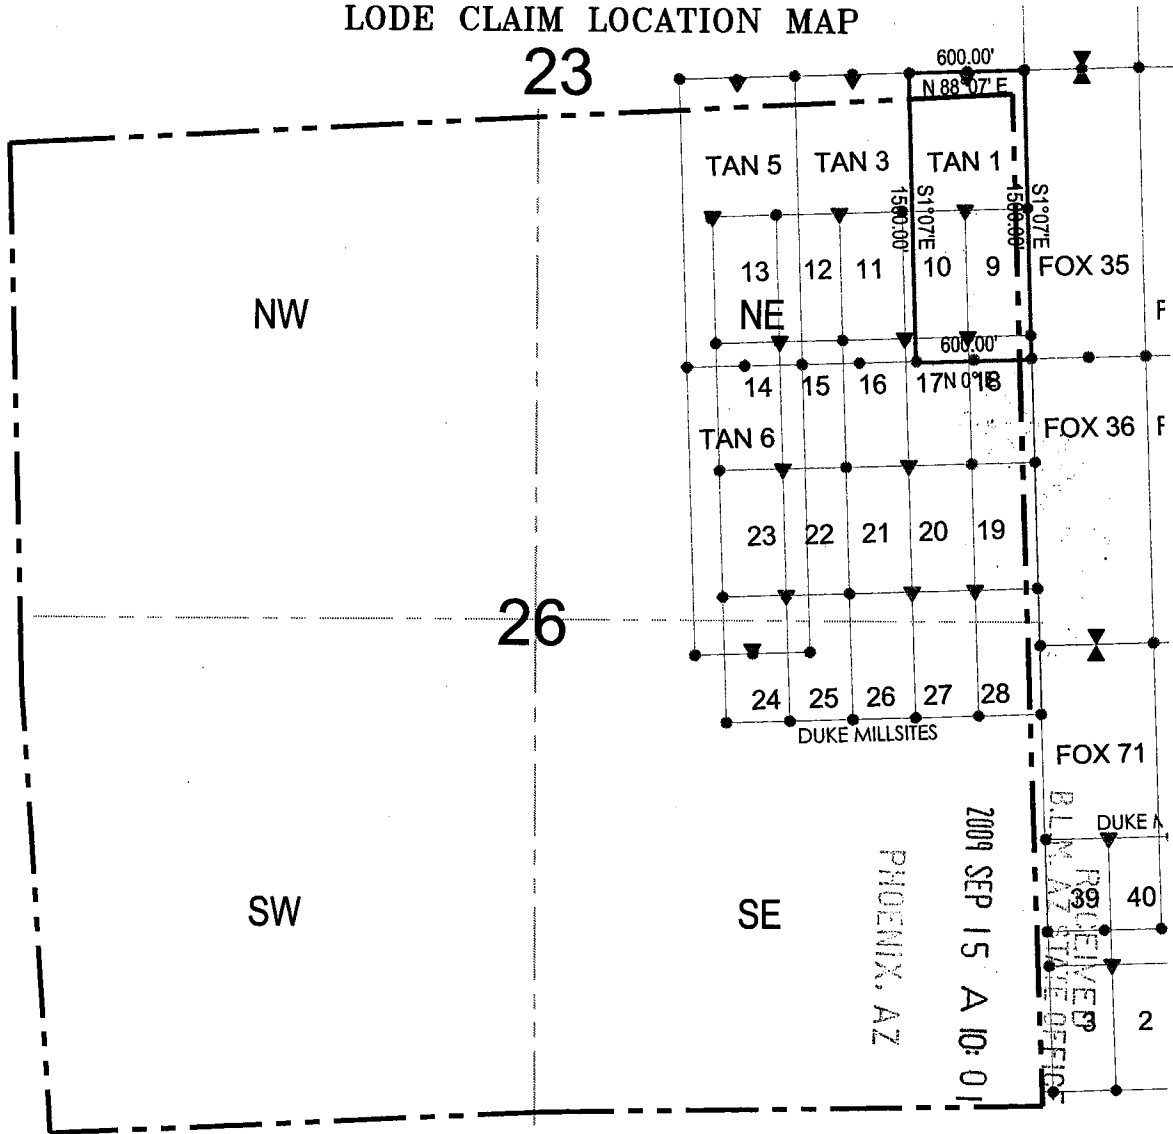 LODE CLAIM LOCATION MAP
23
600.00'
N 88°07' E
TAN 5
TAN 3
TAN 1
S1°07'E
1500.00'
S1°07'E
1500.00'
13
12
11
10
9
FOX 35
NW
NE
600.00'
14
15
16
17
18
TAN 6
FOX 36
23
22
21
20
19
26
24
25
26
27
28
DUKE MILLSITES
FOX 71
DUKE
39
40
SW
SE
3
2
2009 SEP 15 A 10:01
PHOENIX, AZ
RECEIVED
B.L.M. AZ STATE OFFICE